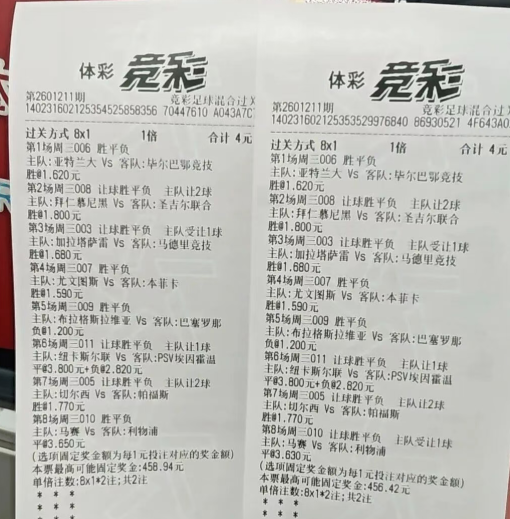 体彩 竞彩
第2601211期 竞彩足球混合过关
140231602125354525858356 70447610 A043A7C
过关方式 8x1 1倍 合计 4元
第1场周三006 胜平负
主队:亚特兰大 Vs 客队:毕尔巴鄂竞技
胜@1.620元
第2场周三008 让球胜平负 主队让2球
主队:拜仁慕尼黑 Vs 客队:圣吉尔联合
胜@1.800元
第3场周三003 让球胜平负 主队受让1球
主队:加拉塔萨雷 Vs 客队:马德里竞技
胜@1.680元
第4场周三007 胜平负
主队:尤文图斯 Vs 客队:本菲卡
胜@1.590元
第5场周三009 胜平负
主队:布拉格斯拉维亚 Vs 客队:巴塞罗那
负@1.200元
第6场周三011 让球胜平负 主队让1球
主队:纽卡斯尔联 Vs 客队:PSV埃因霍温
平@3.800元+负@2.820元
第7场周三005 让球胜平负 主队让2球
主队:切尔西 Vs 客队:帕福斯
胜@1.770元
第8场周三010 胜平负
主队:马赛 Vs 客队:利物浦
平@3.650元
(选项固定奖金额为每1元投注对应的奖金额)
本票最高可能固定奖金:458.94元
单倍注数:8x1*2注;共2注
* * *
* * *
体彩 竞彩
第2601211期 竞彩足球混合过
140231602125353529976840 86930521 4F643A0
过关方式 8x1 1倍 合计 4元
第1场周三006 胜平负
主队:亚特兰大 Vs 客队:毕尔巴鄂竞技
胜@1.620元
第2场周三008 让球胜平负 主队让2球
主队:拜仁慕尼黑 Vs 客队:圣吉尔联合
胜@1.800元
第3场周三003 让球胜平负 主队受让1球
主队:加拉塔萨雷 Vs 客队:马德里竞技
胜@1.680元
第4场周三007 胜平负
主队:尤文图斯 Vs 客队:本菲卡
胜@1.590元
第5场周三009 胜平负
主队:布拉格斯拉维亚 Vs 客队:巴塞罗那
负@1.200元
第6场周三011 让球胜平负 主队让1球
主队:纽卡斯尔联 Vs 客队:PSV埃因霍温
平@3.800元+负@2.820元
第7场周三005 让球胜平负 主队让2球
主队:切尔西 Vs 客队:帕福斯
胜@1.770元
第8场周三010 让球胜平负 主队受让1球
主队:马赛 Vs 客队:利物浦
平@3.630元
(选项固定奖金额为每1元投注对应的奖金额)
本票最高可能固定奖金:456.42元
单倍注数:8x1*2注;共2注
* * *
* * *